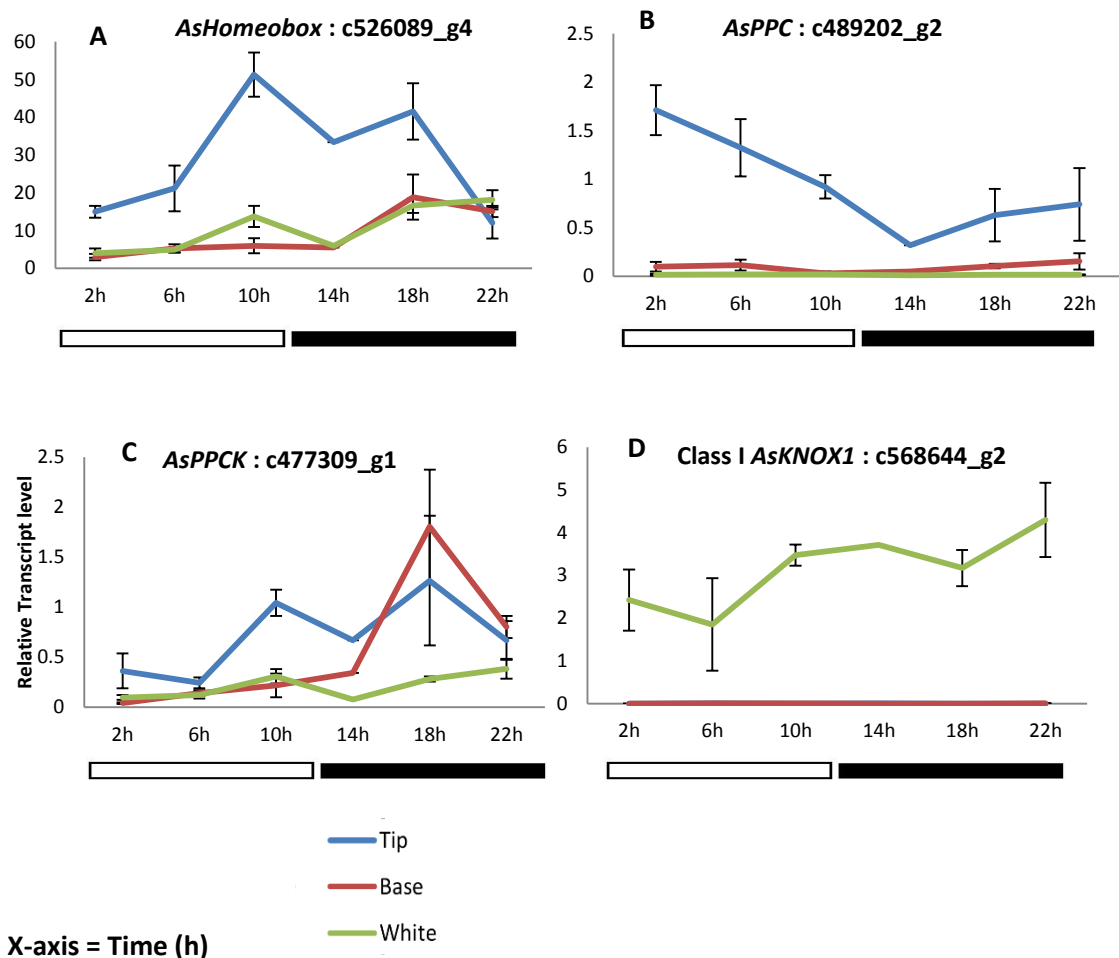 A
AsHomeobox : c526089_g4
60
50
40
30
20
10
0
2h 6h 10h 14h 18h 22h
B
AsPPC : c489202_g2
2.5
2
1.5
1
0.5
0
2h 6h 10h 14h 18h 22h
C
AsPPCK : c477309_g1
Relative Transcript level
2.5
2
1.5
1
0.5
0
2h 6h 10h 14h 18h 22h
D
Class I AsKNOX1 : c568644_g2
6
5
4
3
2
1
0
2h 6h 10h 14h 18h 22h
Tip
Base
White
X-axis = Time (h)